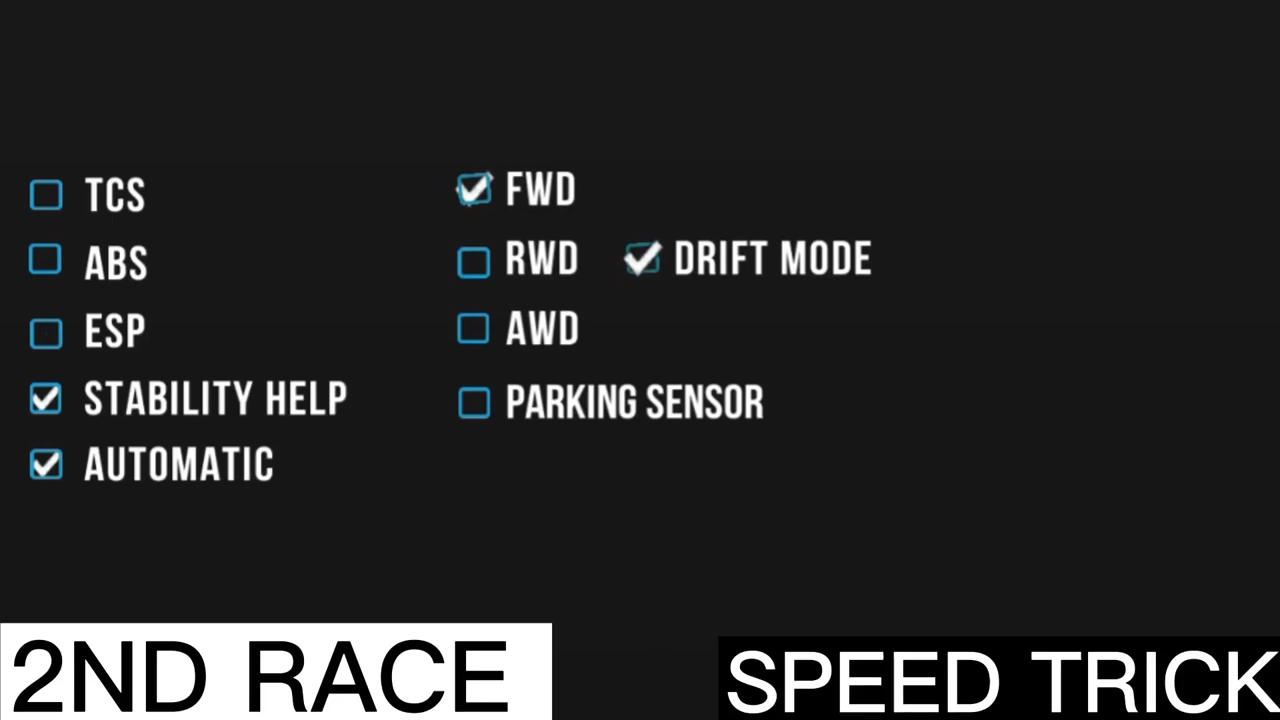 TCS
ABS
ESP
STABILITY HELP
AUTOMATIC
FWD
RWD
DRIFT MODE
AWD
PARKING SENSOR
2ND RACE
SPEED TRICK